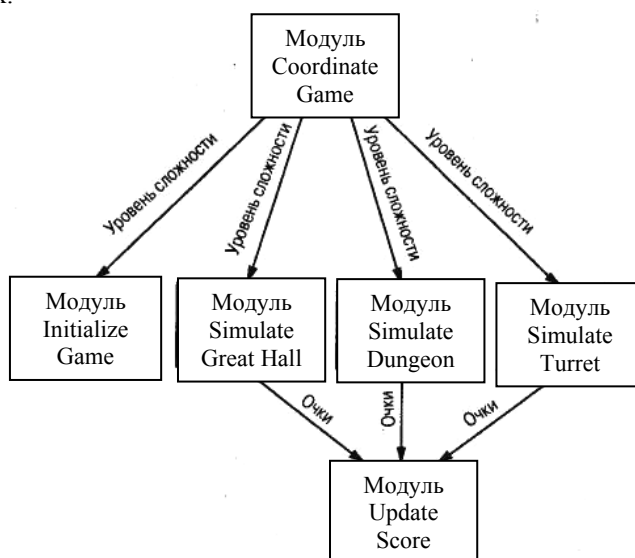 к.
Модуль
Coordinate
Game
Уровень сложности
Уровень сложности
Уровень сложности
Уровень сложности
Модуль
Initialize
Game
Модуль
Simulate
Great Hall
Модуль
Simulate
Dungeon
Модуль
Simulate
Turret
Очки
Очки
Очки
Модуль
Update
Score